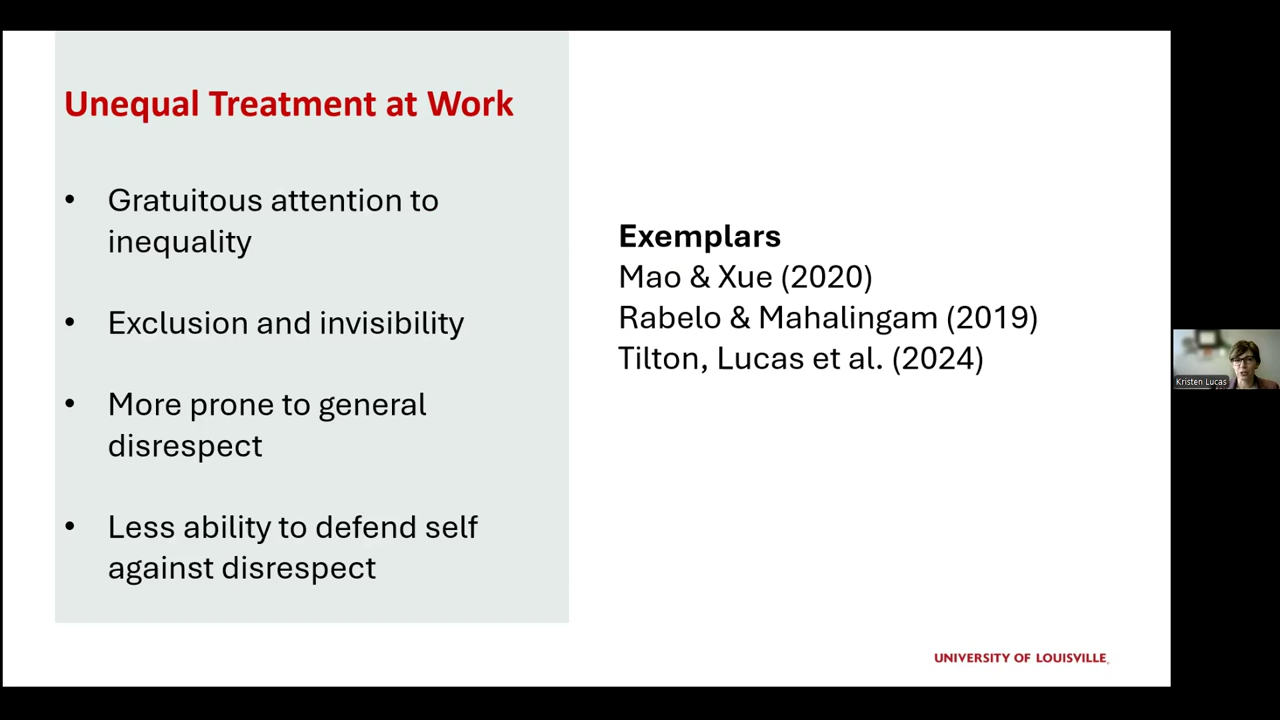 Unequal Treatment at Work
• Gratuitous attention to
inequality
• Exclusion and invisibility
• More prone to general
disrespect
• Less ability to defend self
against disrespect
Exemplars
Mao & Xue (2020)
Rabelo & Mahalingam (2019)
Tilton, Lucas et al. (2024)
Kristen Lucas
UNIVERSITY OF LOUISVILLE.